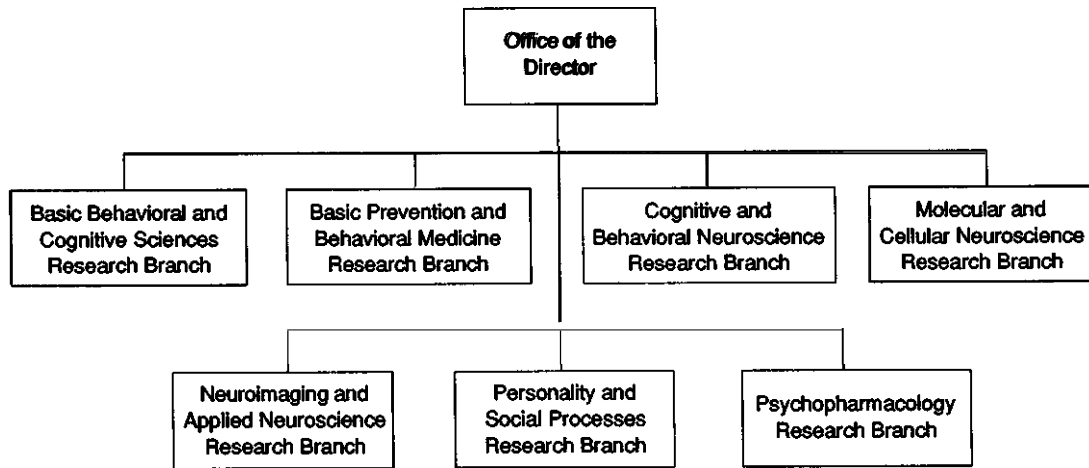 Office of the
Director
Basic Behavioral and
Cognitive Sciences
Research Branch
Basic Prevention and
Behavioral Medicine
Research Branch
Cognitive and
Behavioral Neuroscience
Research Branch
Molecular and
Cellular Neuroscience
Research Branch
Neuroimaging and
Applied Neuroscience
Research Branch
Personality and
Social Processes
Research Branch
Psychopharmacology
Research Branch